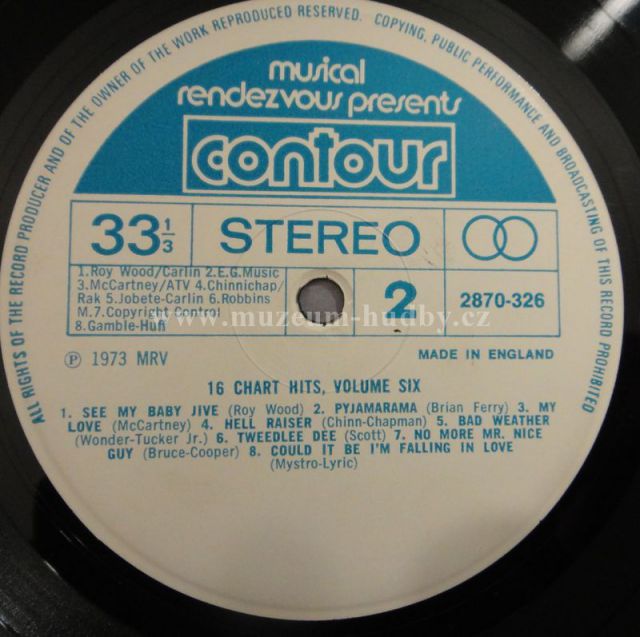 ALL RIGHTS OF THE RECORD PRODUCER AND OF THE OWNER OF THE WORK REPRODUCED RESERVED. COPYING, PUBLIC PERFORMANCE AND BROADCASTING OF THIS RECORD PROHIBITED
musical
rendezvous presents
contour
33 1/3 STEREO
1.Roy Wood/Carlin 2.E.G.Music
3.McCartney/ATV 4.Chinnichap/
Rak 5.Jobete-Carlin 6.Robbins
M.7.Copyright Control
8.Gamble-Huff
2 2870-326
www.muzeum-hudby.cz
Ⓟ 1973 MRV MADE IN ENGLAND
16 CHART HITS, VOLUME SIX
1. SEE MY BABY JIVE (Roy Wood) 2. PYJAMARAMA (Brian Ferry) 3. MY
LOVE (McCartney) 4. HELL RAISER (Chinn-Chapman) 5. BAD WEATHER
(Wonder-Tucker Jr.) 6. TWEEDLEE DEE (Scott) 7. NO MORE MR. NICE
GUY (Bruce-Cooper) 8. COULD IT BE I'M FALLING IN LOVE
(Mystro-Lyric)